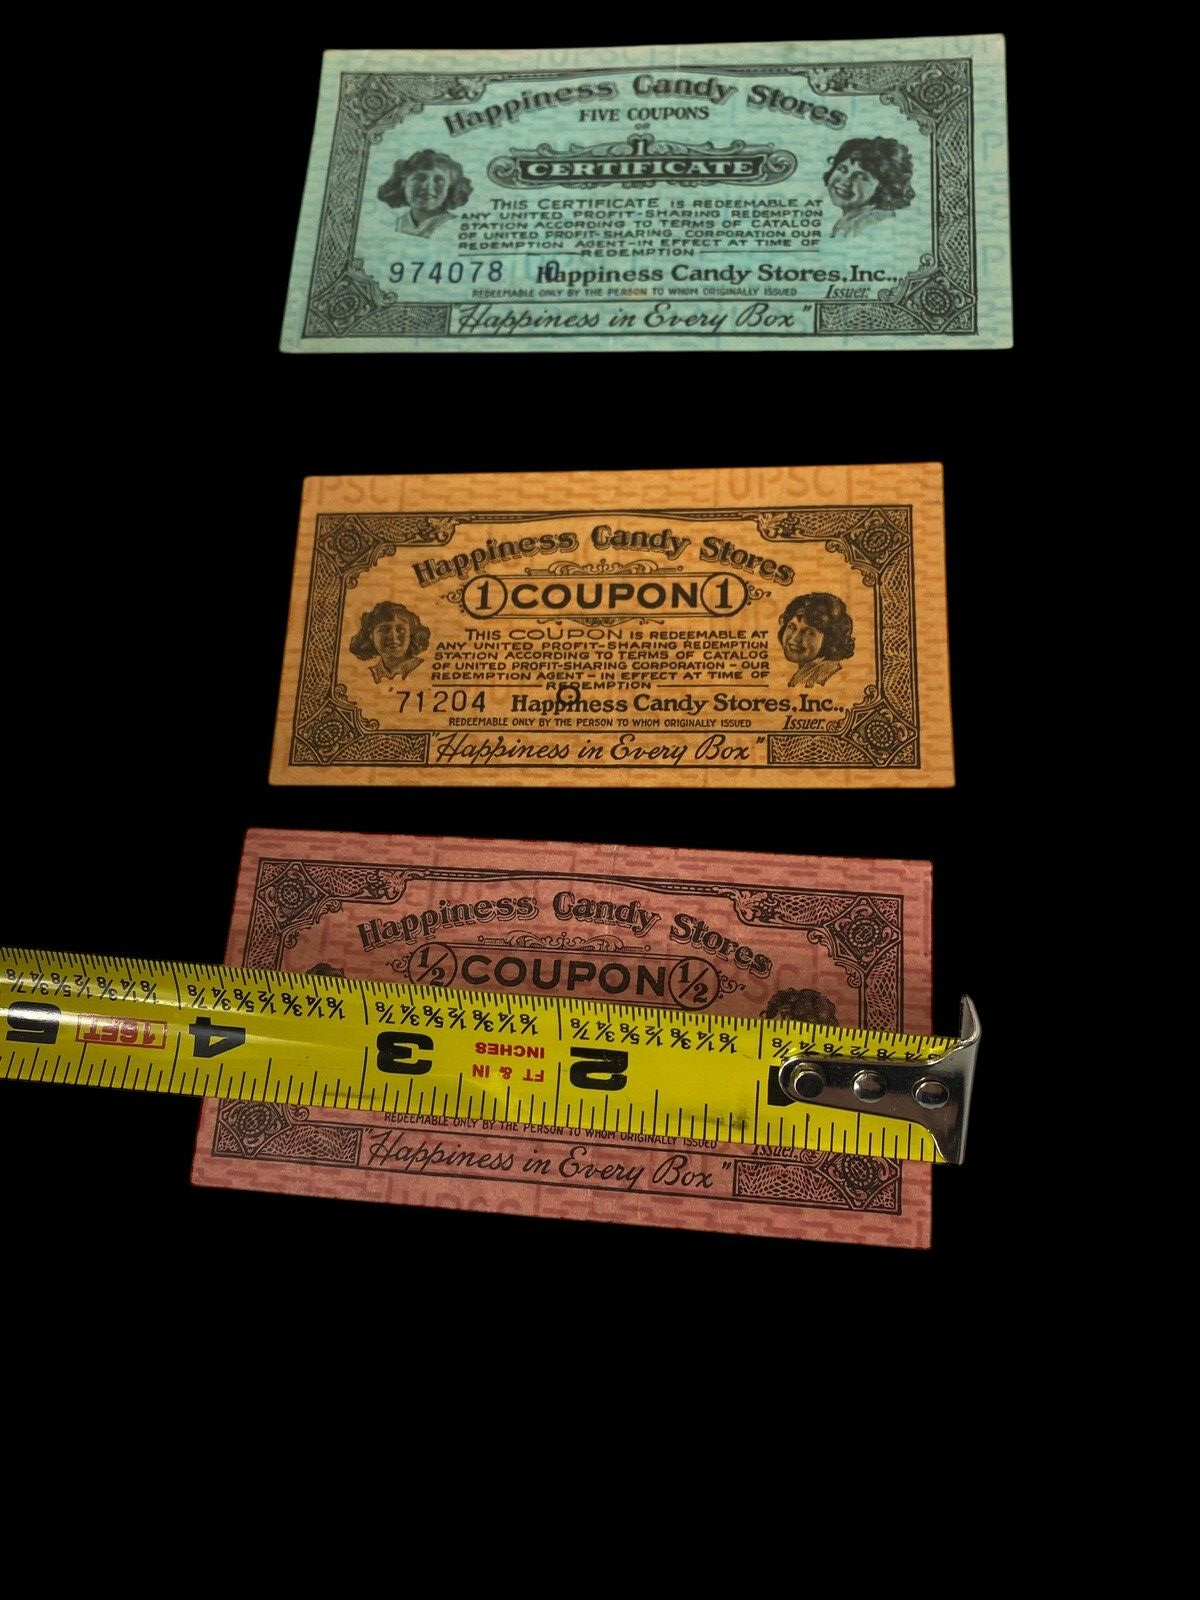 Happiness Candy Stores
FIVE COUPONS
OR
1
CERTIFICATE
THIS CERTIFICATE IS REDEEMABLE AT
ANY UNITED PROFIT-SHARING REDEMPTION
STATION ACCORDING TO TERMS OF CATALOG
OF UNITED PROFIT-SHARING CORPORATION OUR
REDEMPTION AGENT-IN EFFECT AT TIME OF
REDEMPTION
974078 Happiness Candy Stores, Inc.,
REDEEMABLE ONLY BY THE PERSON TO WHOM ORIGINALLY ISSUED Issuer.
"Happiness in Every Box"
UPSC UPSC
Happiness Candy Stores
1 COUPON 1
THIS COUPON IS REDEEMABLE AT
ANY UNITED PROFIT-SHARING REDEMPTION
STATION ACCORDING TO TERMS OF CATALOG
OF UNITED PROFIT-SHARING CORPORATION - OUR
REDEMPTION AGENT-IN EFFECT AT TIME OF
REDEMPTION
71204 Happiness Candy Stores, Inc.,
REDEEMABLE ONLY BY THE PERSON TO WHOM ORIGINALLY ISSUED Issuer.
"Happiness in Every Box"
Happiness Candy Stores
1/2 COUPON 1/2
5 16FT 4 3 FT & IN INCHES 2 1
REDEEMABLE ONLY BY THE PERSON TO WHOM ORIGINALLY ISSUED Issuer.
"Happiness in Every Box"